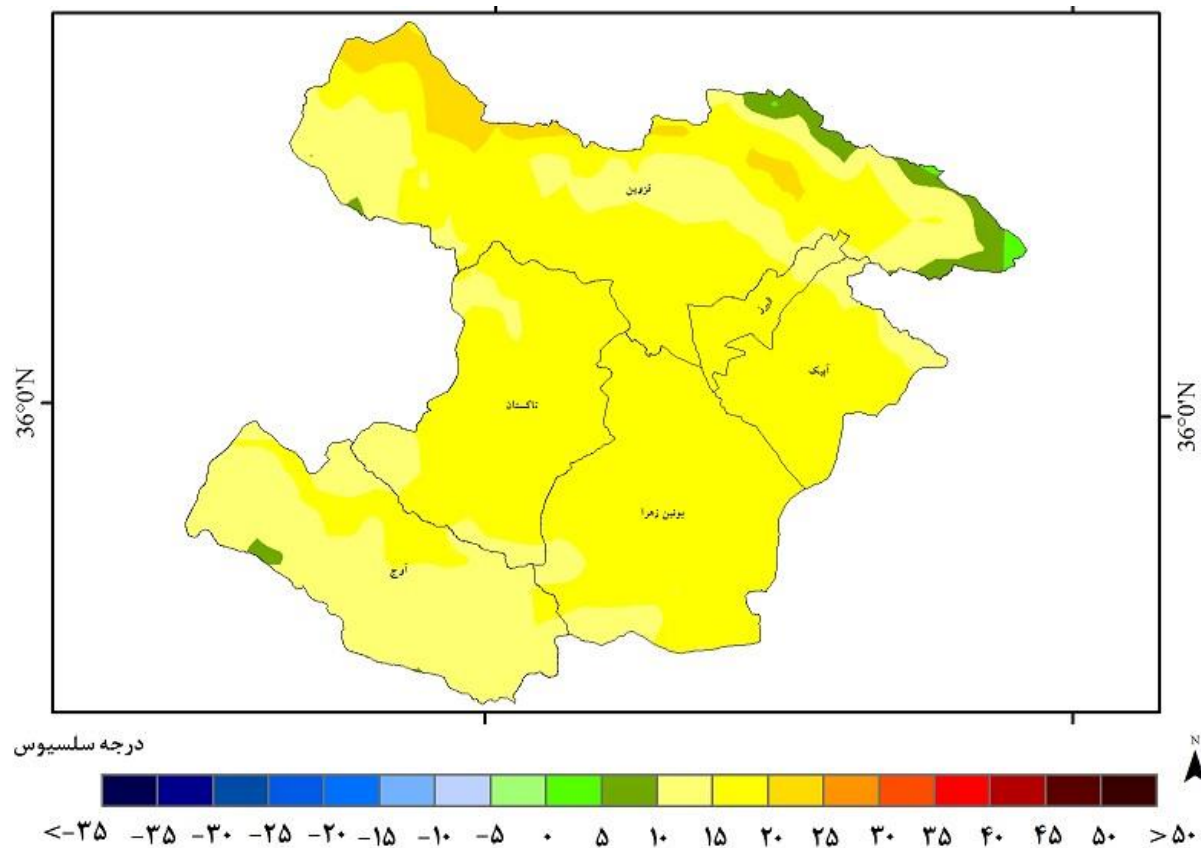 قزوین
البرز
آبیک
36°0'N
36°0'N
تاکستان
بوئین زهرا
آوج
درجه سلسیوس
N
<-۳۵ -۳۵ -۳۰ -۲۵ -۲۰ -۱۵ -۱۰ -۵ ۰ ۵ ۱۰ ۱۵ ۲۰ ۲۵ ۳۰ ۳۵ ۴۰ ۴۵ ۵۰ >۵۰